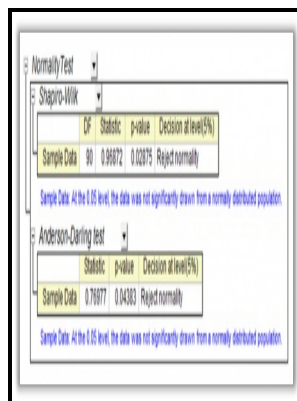 NormalityTest
Shapiro-Wilk
DF Statistic p-value Decision at level(5%)
Sample Data 90 0.96872 0.02875 Reject normality
Sample Data: At the 0.05 level, the data was not significantly drawn from a normally distributed population.
Anderson-Darling test
Statistic p-value Decision at level(5%)
Sample Data 0.76977 0.04383 Reject normality
Sample Data: At the 0.05 level, the data was not significantly drawn from a normally distributed population.